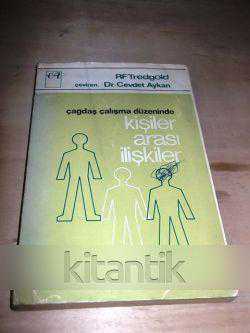 RF Tredgold
çeviren. Dr Cevdet Aykan
çağdaş çalışma düzeninde
kişiler
arası
ilişkiler
kitantik